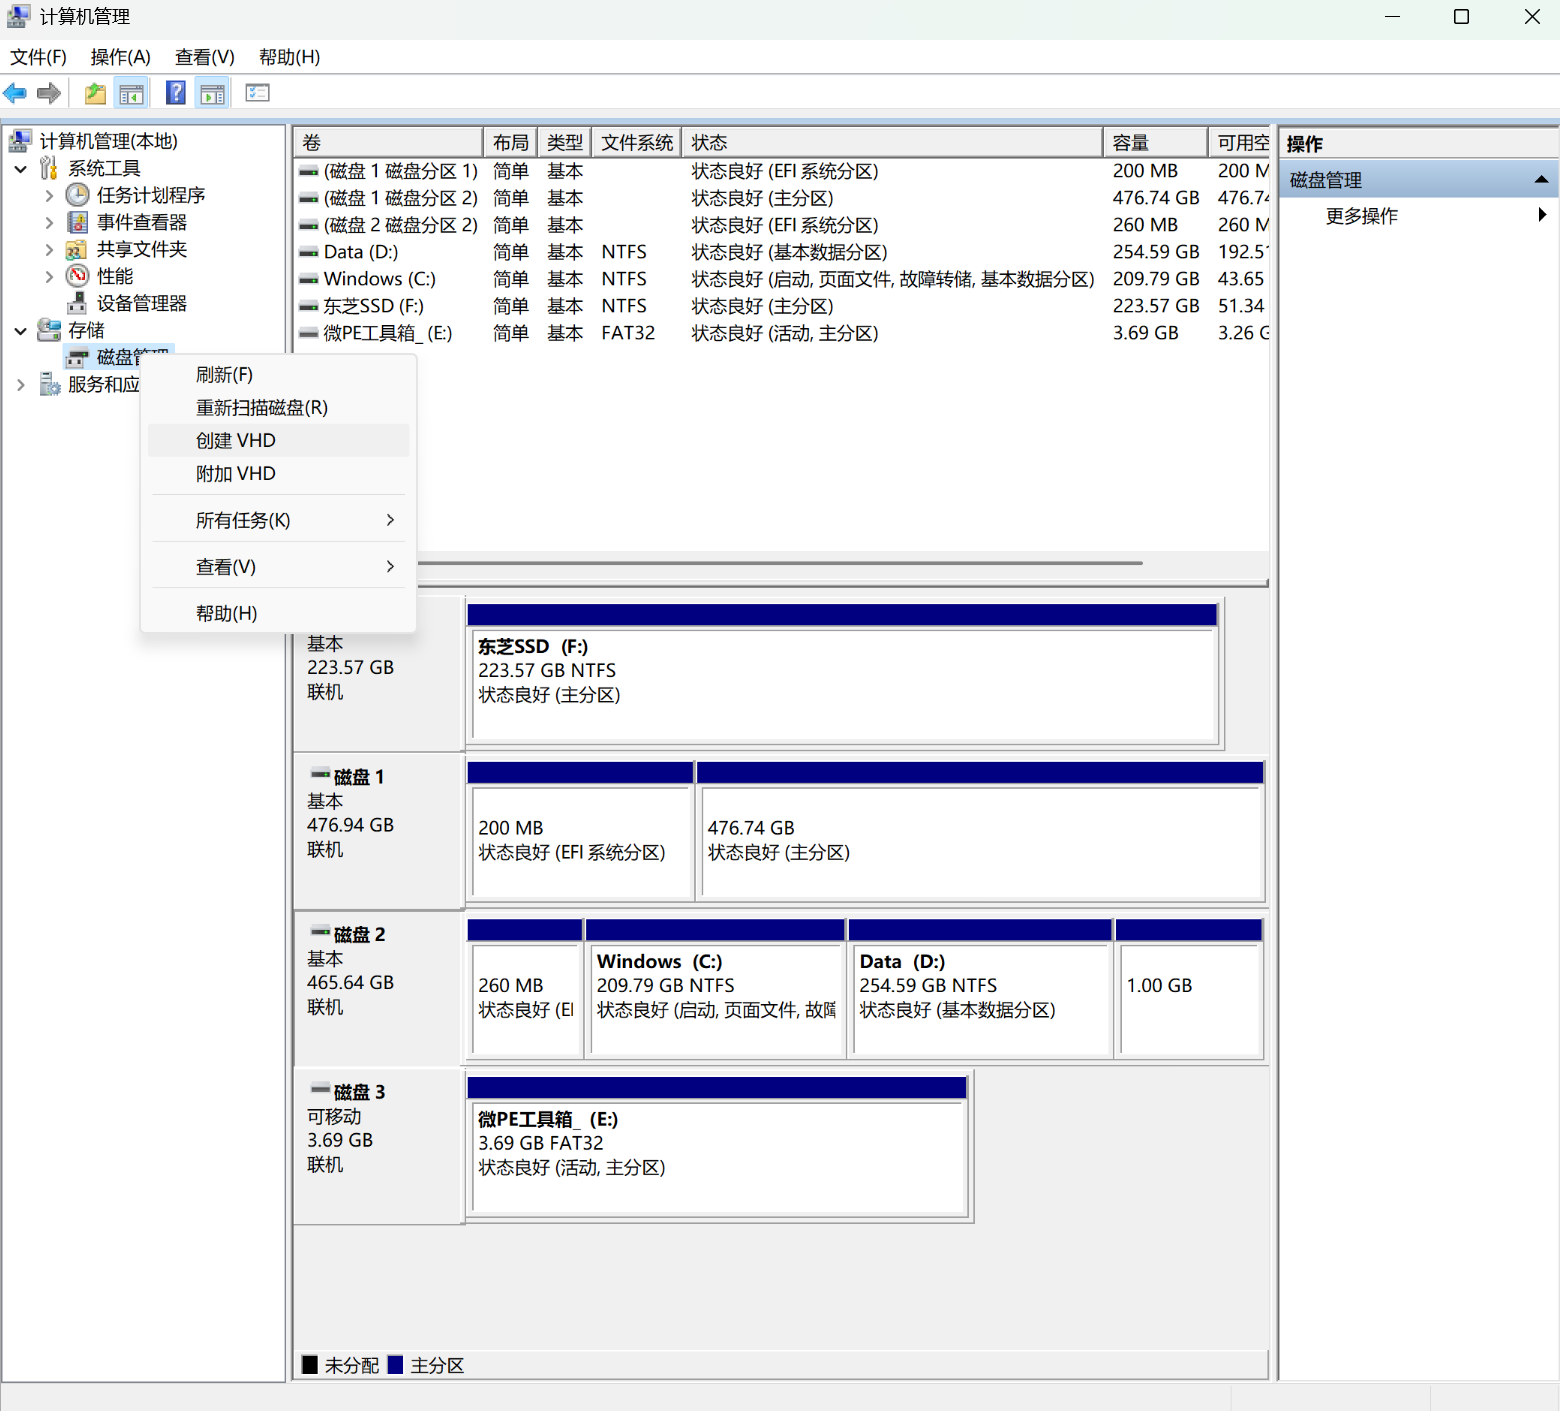 计算机管理
文件(F) 操作(A) 查看(V) 帮助(H)
计算机管理(本地)
系统工具
任务计划程序
事件查看器
共享文件夹
性能
设备管理器
存储
磁盘管理
服务和应
刷新(F)
重新扫描磁盘(R)
创建 VHD
附加 VHD
所有任务(K)
查看(V)
帮助(H)
卷 布局 类型 文件系统 状态 容量 可用空
(磁盘 1 磁盘分区 1) 简单 基本 状态良好 (EFI 系统分区) 200 MB 200 M
(磁盘 1 磁盘分区 2) 简单 基本 状态良好 (主分区) 476.74 GB 476.74
(磁盘 2 磁盘分区 2) 简单 基本 状态良好 (EFI 系统分区) 260 MB 260 M
Data (D:) 简单 基本 NTFS 状态良好 (基本数据分区) 254.59 GB 192.51
Windows (C:) 简单 基本 NTFS 状态良好 (启动, 页面文件, 故障转储, 基本数据分区) 209.79 GB 43.65
东芝SSD (F:) 简单 基本 NTFS 状态良好 (主分区) 223.57 GB 51.34
微PE工具箱_ (E:) 简单 基本 FAT32 状态良好 (活动, 主分区) 3.69 GB 3.26 G
基本
223.57 GB
联机
东芝SSD (F:)
223.57 GB NTFS
状态良好 (主分区)
磁盘 1
基本
476.94 GB
联机
200 MB
状态良好 (EFI 系统分区)
476.74 GB
状态良好 (主分区)
磁盘 2
基本
465.64 GB
联机
260 MB
状态良好 (EI
Windows (C:)
209.79 GB NTFS
状态良好 (启动, 页面文件, 故障
Data (D:)
254.59 GB NTFS
状态良好 (基本数据分区)
1.00 GB
磁盘 3
可移动
3.69 GB
联机
微PE工具箱_ (E:)
3.69 GB FAT32
状态良好 (活动, 主分区)
未分配 主分区
操作
磁盘管理
更多操作